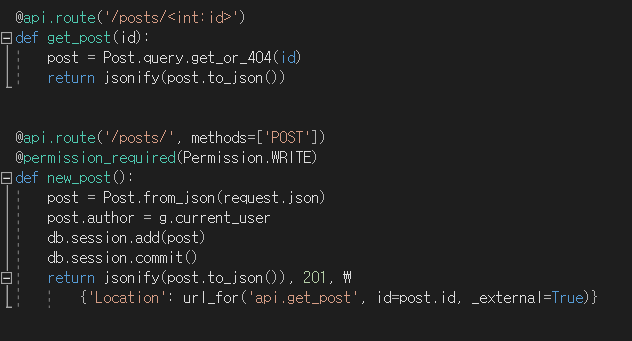 @api.route('/posts/<int:id>')
def get_post(id):
    post = Post.query.get_or_404(id)
    return jsonify(post.to_json())
@api.route('/posts/', methods=['POST'])
@permission_required(Permission.WRITE)
def new_post():
    post = Post.from_json(request.json)
    post.author = g.current_user
    db.session.add(post)
    db.session.commit()
    return jsonify(post.to_json()), 201, ₩
        {'Location': url_for('api.get_post', id=post.id, _external=True)}